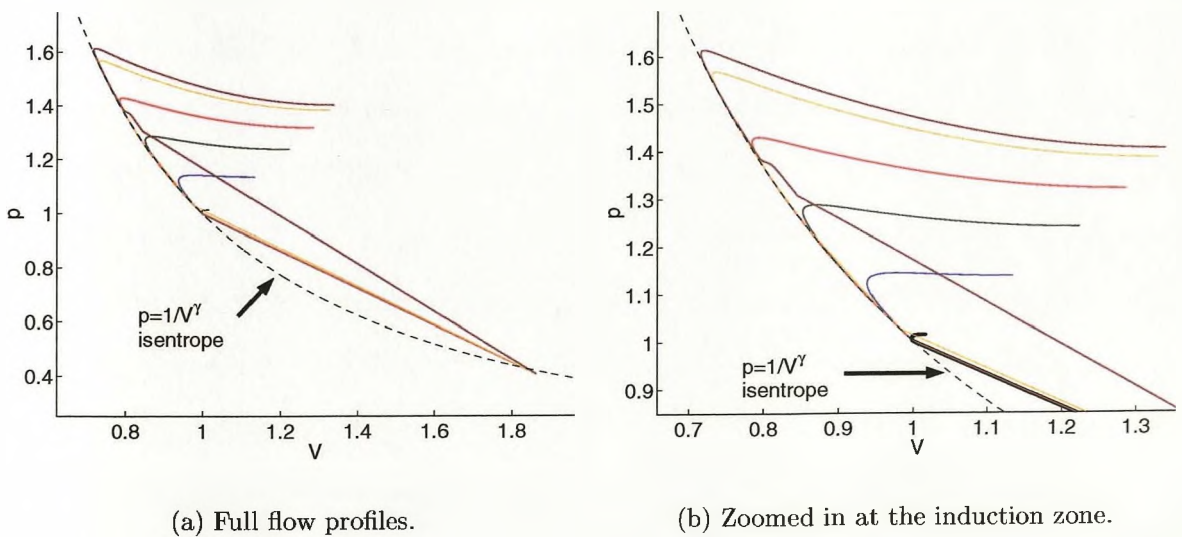 1.6
1.4
1.2
1
0.8
0.6
0.4
p
0.8
1
1.2
1.4
1.6
1.8
V
p=1/V^γ
isentrope
1.6
1.5
1.4
1.3
1.2
1.1
1
0.9
p
0.7
0.8
0.9
1
1.1
1.2
1.3
V
p=1/V^γ
isentrope
(a) Full flow profiles.
(b) Zoomed in at the induction zone.